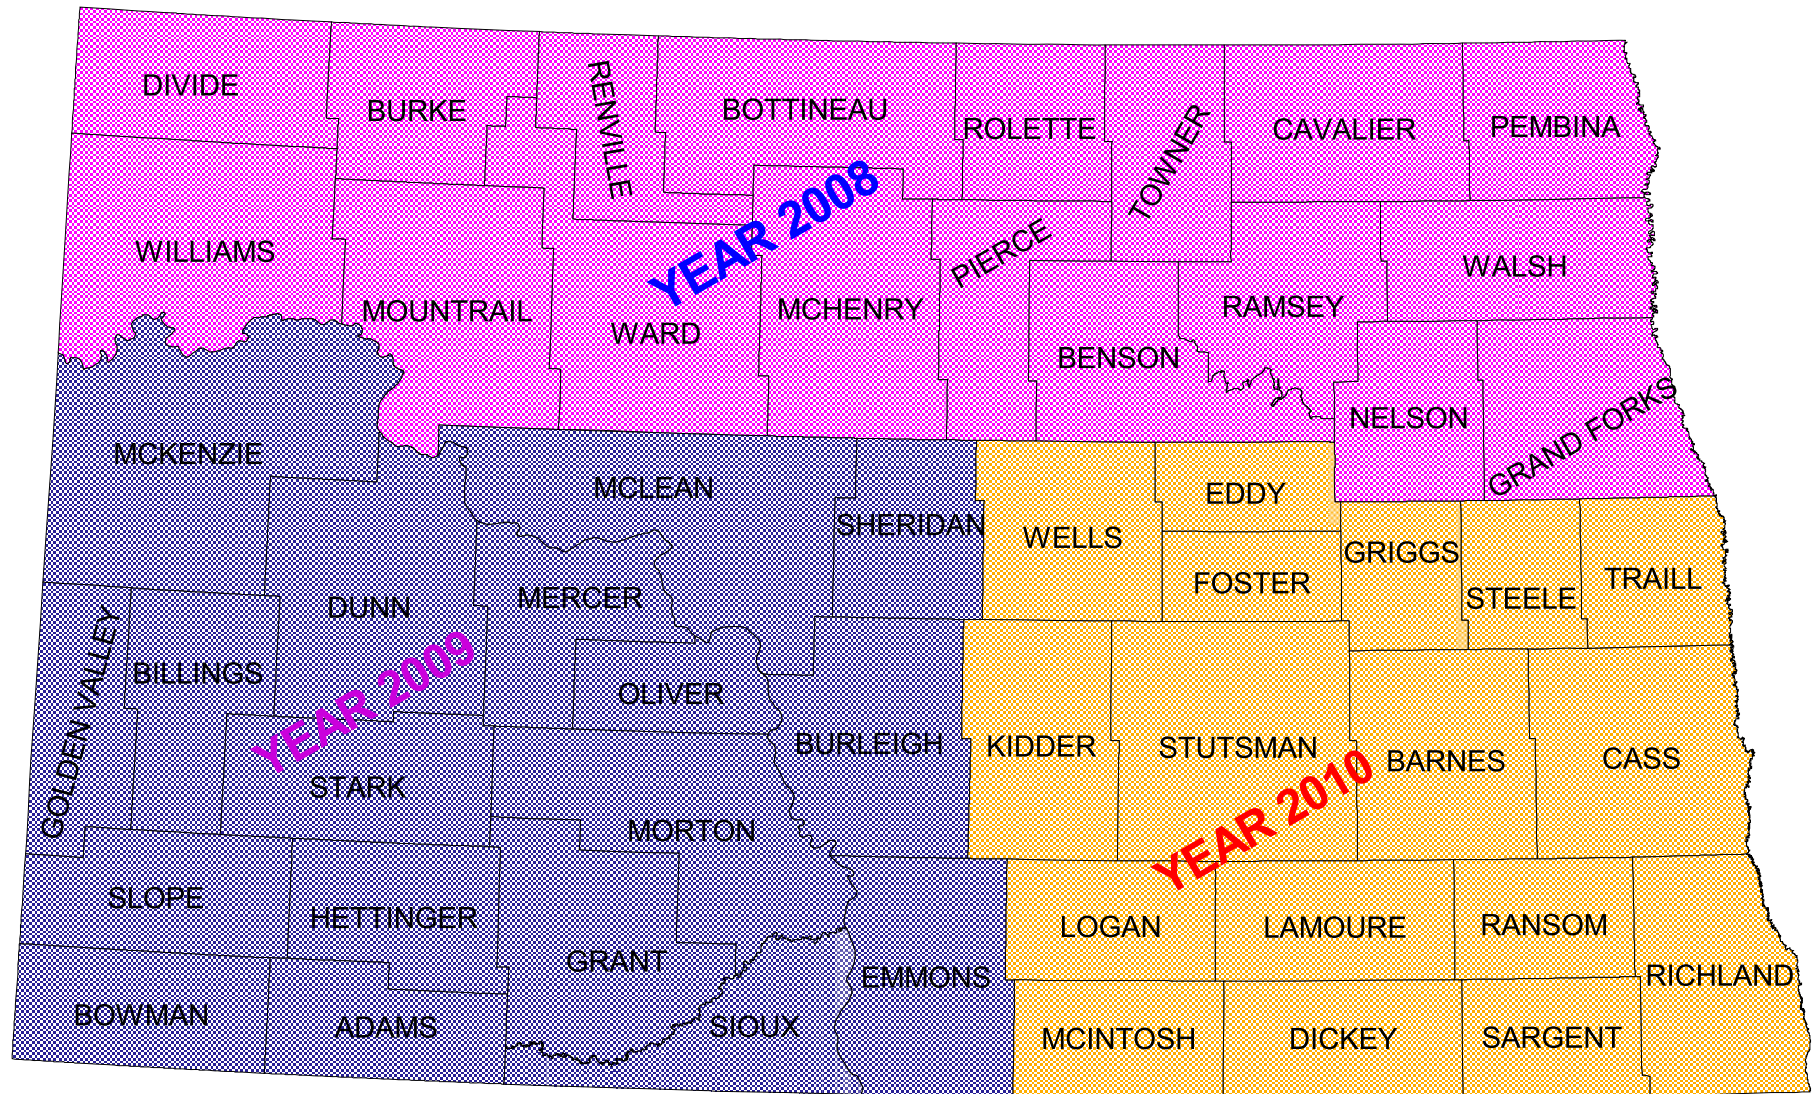 DIVIDE
BURKE
RENVILLE
BOTTINEAU
ROLETTE
TOWNER
CAVALIER
PEMBINA
WILLIAMS
MOUNTRAIL
WARD
YEAR 2008
MCHENRY
PIERCE
BENSON
RAMSEY
WALSH
NELSON
GRAND FORKS
MCKENZIE
MCLEAN
SHERIDAN
WELLS
EDDY
FOSTER
GRIGGS
STEELE
TRAILL
GOLDEN VALLEY
BILLINGS
DUNN
MERCER
OLIVER
YEAR 2009
STARK
MORTON
BURLEIGH
KIDDER
STUTSMAN
BARNES
CASS
YEAR 2010
SLOPE
HETTINGER
GRANT
EMMONS
LOGAN
LAMOURE
RANSOM
RICHLAND
BOWMAN
ADAMS
SIOUX
MCINTOSH
DICKEY
SARGENT